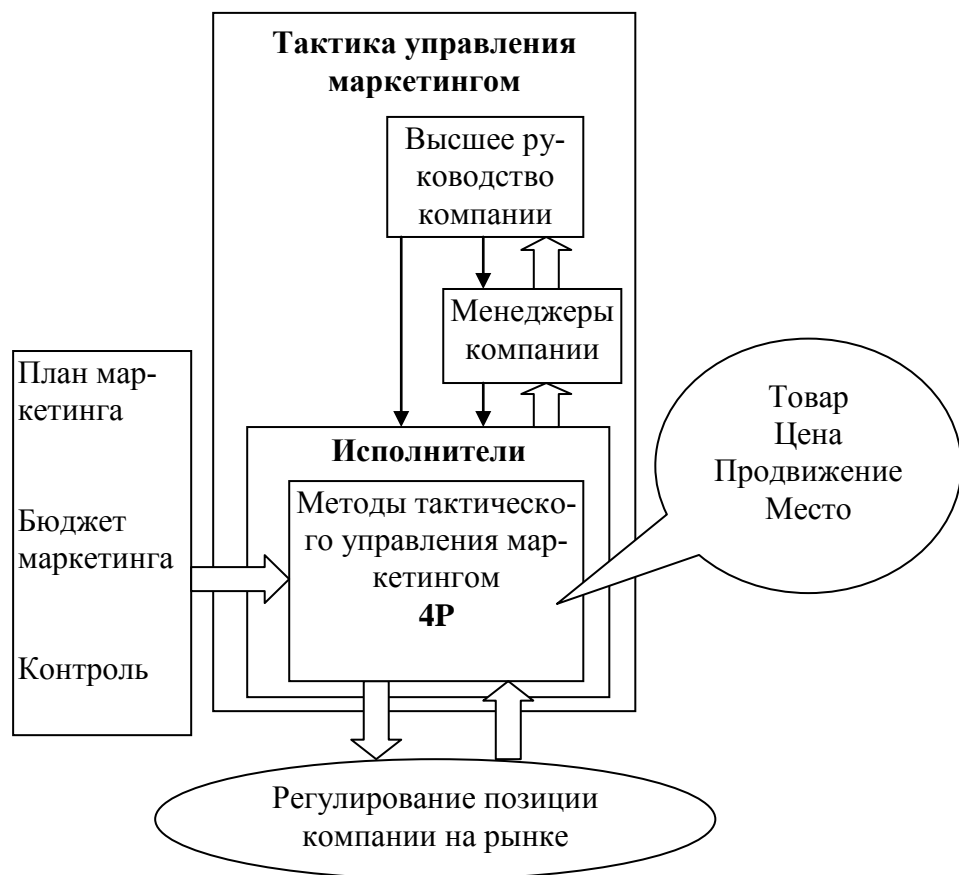 Тактика управления
маркетингом
Высшее ру-
ководство
компании
Менеджеры
компании
План мар-
кетинга
Бюджет
маркетинга
Контроль
Исполнители
Методы тактическо-
го управления мар-
кетингом
4P
Товар
Цена
Продвижение
Место
Регулирование позиции
компании на рынке